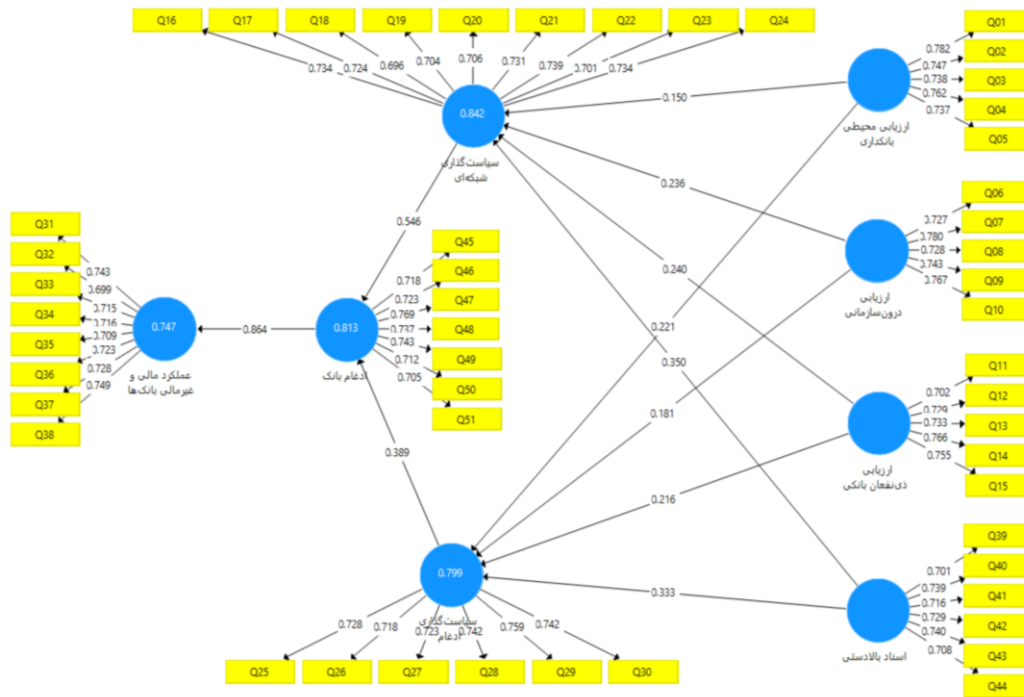 Q16 Q17 Q18 Q19 Q20 Q21 Q22 Q23 Q24
0.734 0.724 0.696 0.704 0.706 0.731 0.739 0.701 0.734
0.842
سیاست‌گذاری
شبکه‌ای
Q01
Q02
Q03
Q04
Q05
0.782
0.747
0.738
0.762
0.737
ارزیابی محیطی
بانکداری
0.150
0.236
0.240
0.221
0.350
0.181
0.216
0.333
Q06
Q07
Q08
Q09
Q10
0.727
0.780
0.728
0.743
0.767
ارزیابی
درون‌سازمانی
Q11
Q12
Q13
Q14
Q15
0.702
0.729
0.733
0.766
0.755
ارزیابی
ذی‌نفعان بانکی
Q39
Q40
Q41
Q42
Q43
Q44
0.701
0.739
0.716
0.729
0.740
0.708
اسناد بالادستی
0.546
Q31
Q32
Q33
Q34
Q35
Q36
Q37
Q38
0.743
0.699
0.715
0.716
0.709
0.723
0.728
0.749
0.747
عملکرد مالی و
غیرمالی بانک‌ها
0.864
0.813
ادغام بانک
Q45
Q46
Q47
Q48
Q49
Q50
Q51
0.718
0.723
0.769
0.737
0.743
0.712
0.705
0.389
0.799
سیاست‌گذاری
ادغام
0.728 0.718 0.723 0.742 0.759 0.742
Q25 Q26 Q27 Q28 Q29 Q30